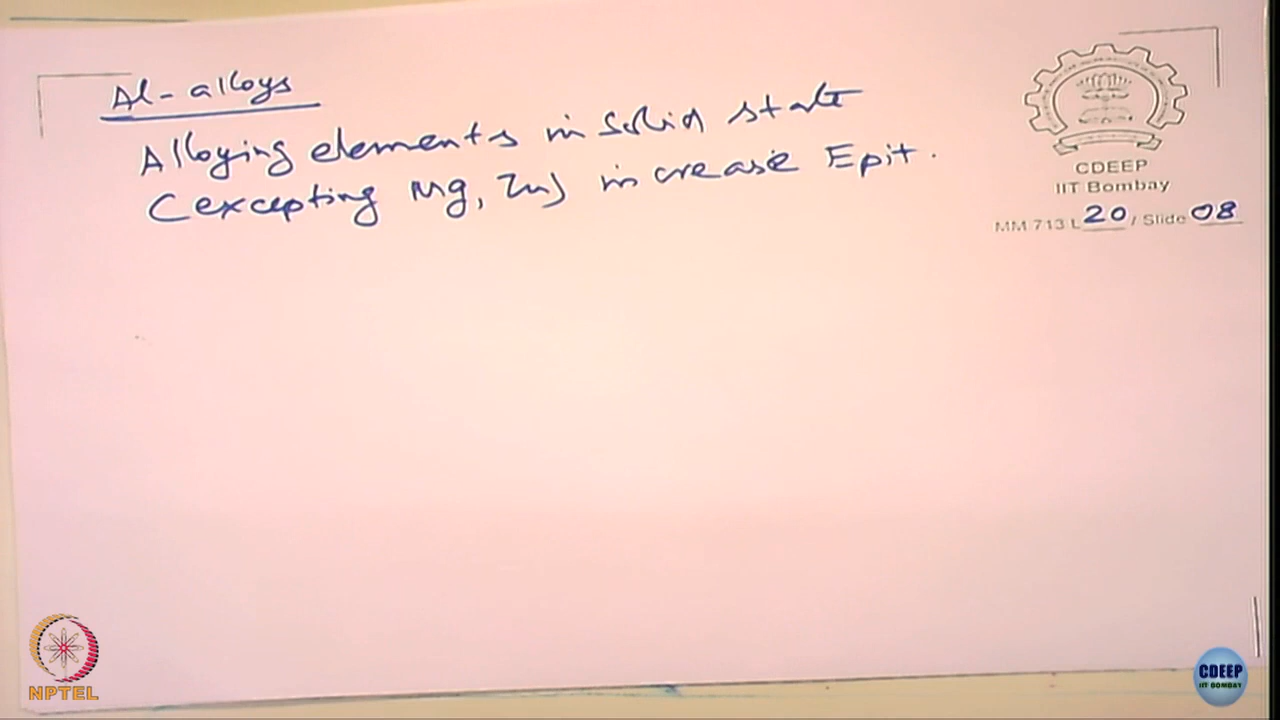 Al-alloys
Alloying elements in solid state
(excepting Mg, Zn) increase Epit.
CDEEP
IIT Bombay
MM 713 L 20 / Slide 08
NPTEL
CDEEP
IIT BOMBAY